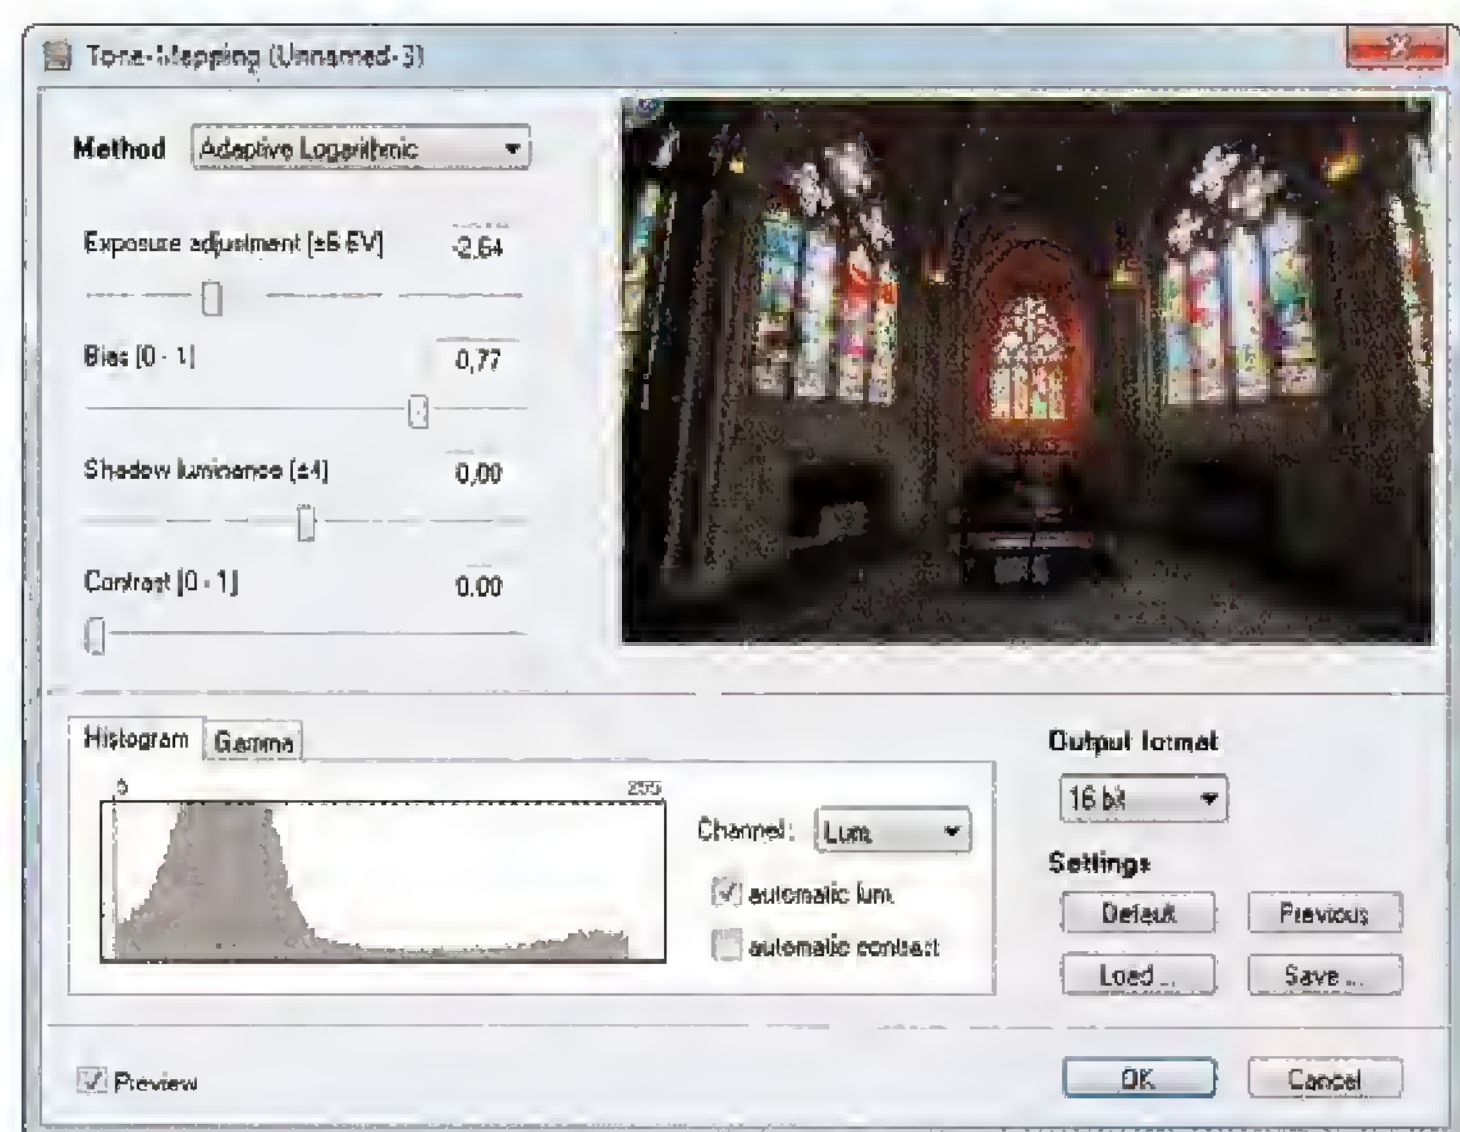 Tone-Mapping (Unnamed-3)
Method Adaptive Logarithmic
Exposure adjustment [±6 EV] -2,64
Bias [0 - 1] 0,77
Shadow luminance [±4] 0,00
Contrast [0 - 1] 0.00
Histogram Gamma
0 255
Channel: Lum.
automatic lum.
automatic contrast
Output format
16 bit
Settings
Default Previous
Load ... Save ...
Preview OK Cancel